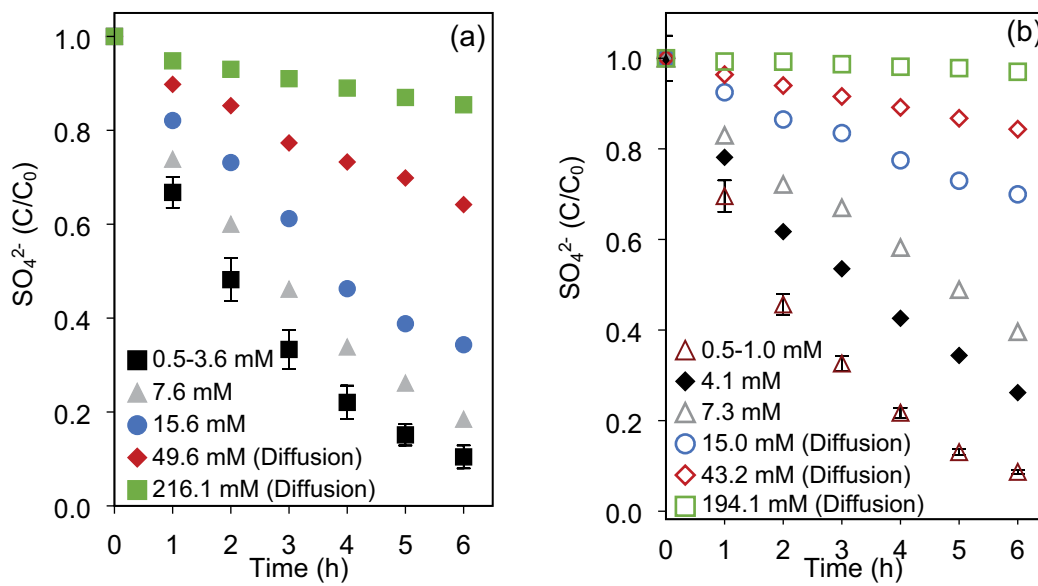 (a)
SO₄²⁻ (C/C₀)
1.0
0.8
0.6
0.4
0.2
0.0
0.5-3.6 mM
7.6 mM
15.6 mM
49.6 mM (Diffusion)
216.1 mM (Diffusion)
0 1 2 3 4 5 6
Time (h)
(b)
SO₄²⁻ (C/C₀)
1.0
0.8
0.6
0.4
0.2
0.0
0.5-1.0 mM
4.1 mM
7.3 mM
15.0 mM (Diffusion)
43.2 mM (Diffusion)
194.1 mM (Diffusion)
0 1 2 3 4 5 6
Time (h)